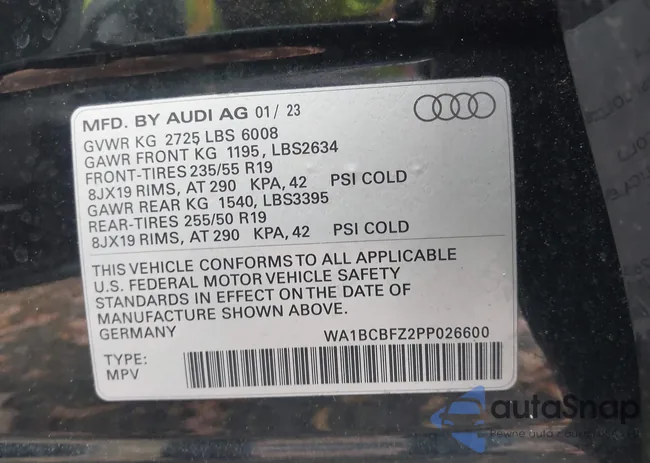 MFD. BY AUDI AG 01/ 23
GVWR KG 2725 LBS 6008
GAWR FRONT KG 1195, LBS2634
FRONT-TIRES 235/55 R19
8JX19 RIMS, AT 290 KPA, 42 PSI COLD
GAWR REAR KG 1540, LBS3395
REAR-TIRES 255/50 R19
8JX19 RIMS, AT 290 KPA, 42 PSI COLD
THIS VEHICLE CONFORMS TO ALL APPLICABLE
U.S. FEDERAL MOTOR VEHICLE SAFETY
STANDARDS IN EFFECT ON THE DATE OF
MANUFACTURE SHOWN ABOVE.
GERMANY WA1BCBFZ2PP026600
TYPE:
MPV
autaSnap
Pewne auta z